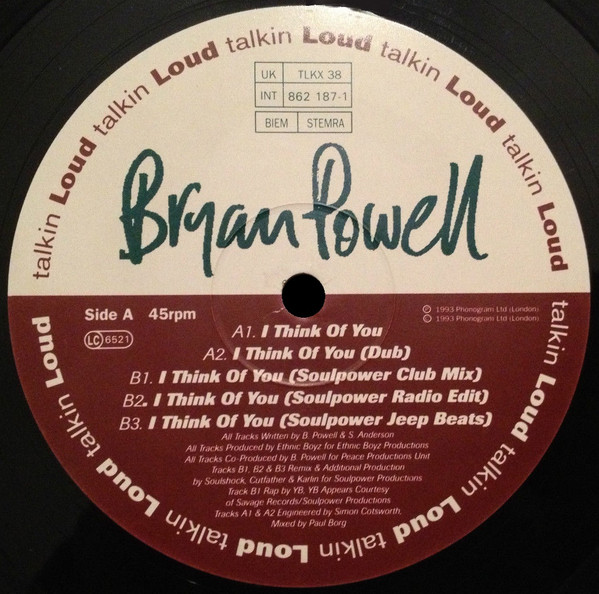 talkin Loud talkin Loud talkin Loud talkin Loud talkin Loud talkin Loud talkin Loud talkin Loud talkin Loud talkin Loud
UK TLKX 38
INT 862 187-1
BIEM STEMRA
Bryan Powell
Side A 45rpm
LC 6521
℗ 1993 Phonogram Ltd (London)
© 1993 Phonogram Ltd (London)
A1. I Think Of You
A2. I Think Of You (Dub)
B1. I Think Of You (Soulpower Club Mix)
B2. I Think Of You (Soulpower Radio Edit)
B3. I Think Of You (Soulpower Jeep Beats)
All Tracks Written by B. Powell & S. Anderson
All Tracks Produced by Ethnic Boyz for Ethnic Boyz Productions
All Tracks Co-Produced by B. Powell for Peace Productions Unit
Tracks B1, B2 & B3 Remix & Additional Production
by Soulshock, Cutfather & Karlin for Soulpower Productions
Track B1 Rap by YB, YB Appears Courtesy
of Savage Records/Soulpower Productions
Tracks A1 & A2 Engineered by Simon Cotsworth,
Mixed by Paul Borg